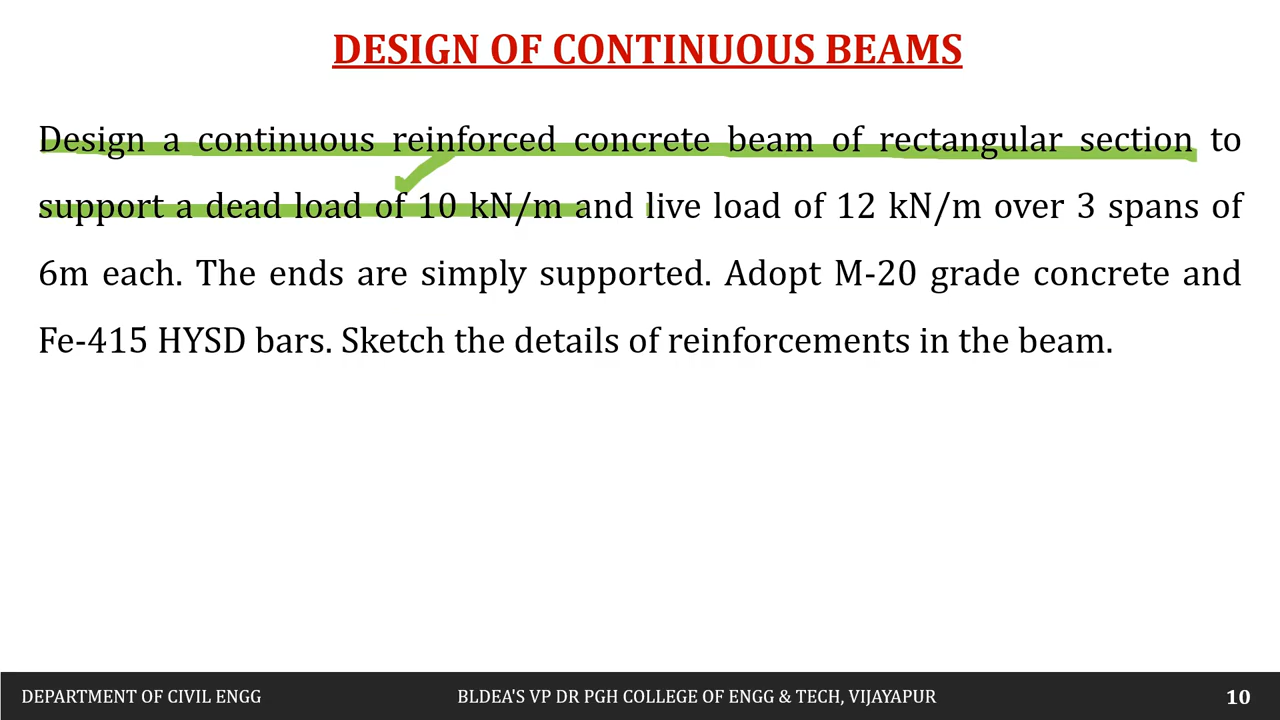 DESIGN OF CONTINUOUS BEAMS
Design a continuous reinforced concrete beam of rectangular section to
support a dead load of 10 kN/m and live load of 12 kN/m over 3 spans of
6m each. The ends are simply supported. Adopt M-20 grade concrete and
Fe-415 HYSD bars. Sketch the details of reinforcements in the beam.
DEPARTMENT OF CIVIL ENGG BLDEA'S VP DR PGH COLLEGE OF ENGG & TECH, VIJAYAPUR 10